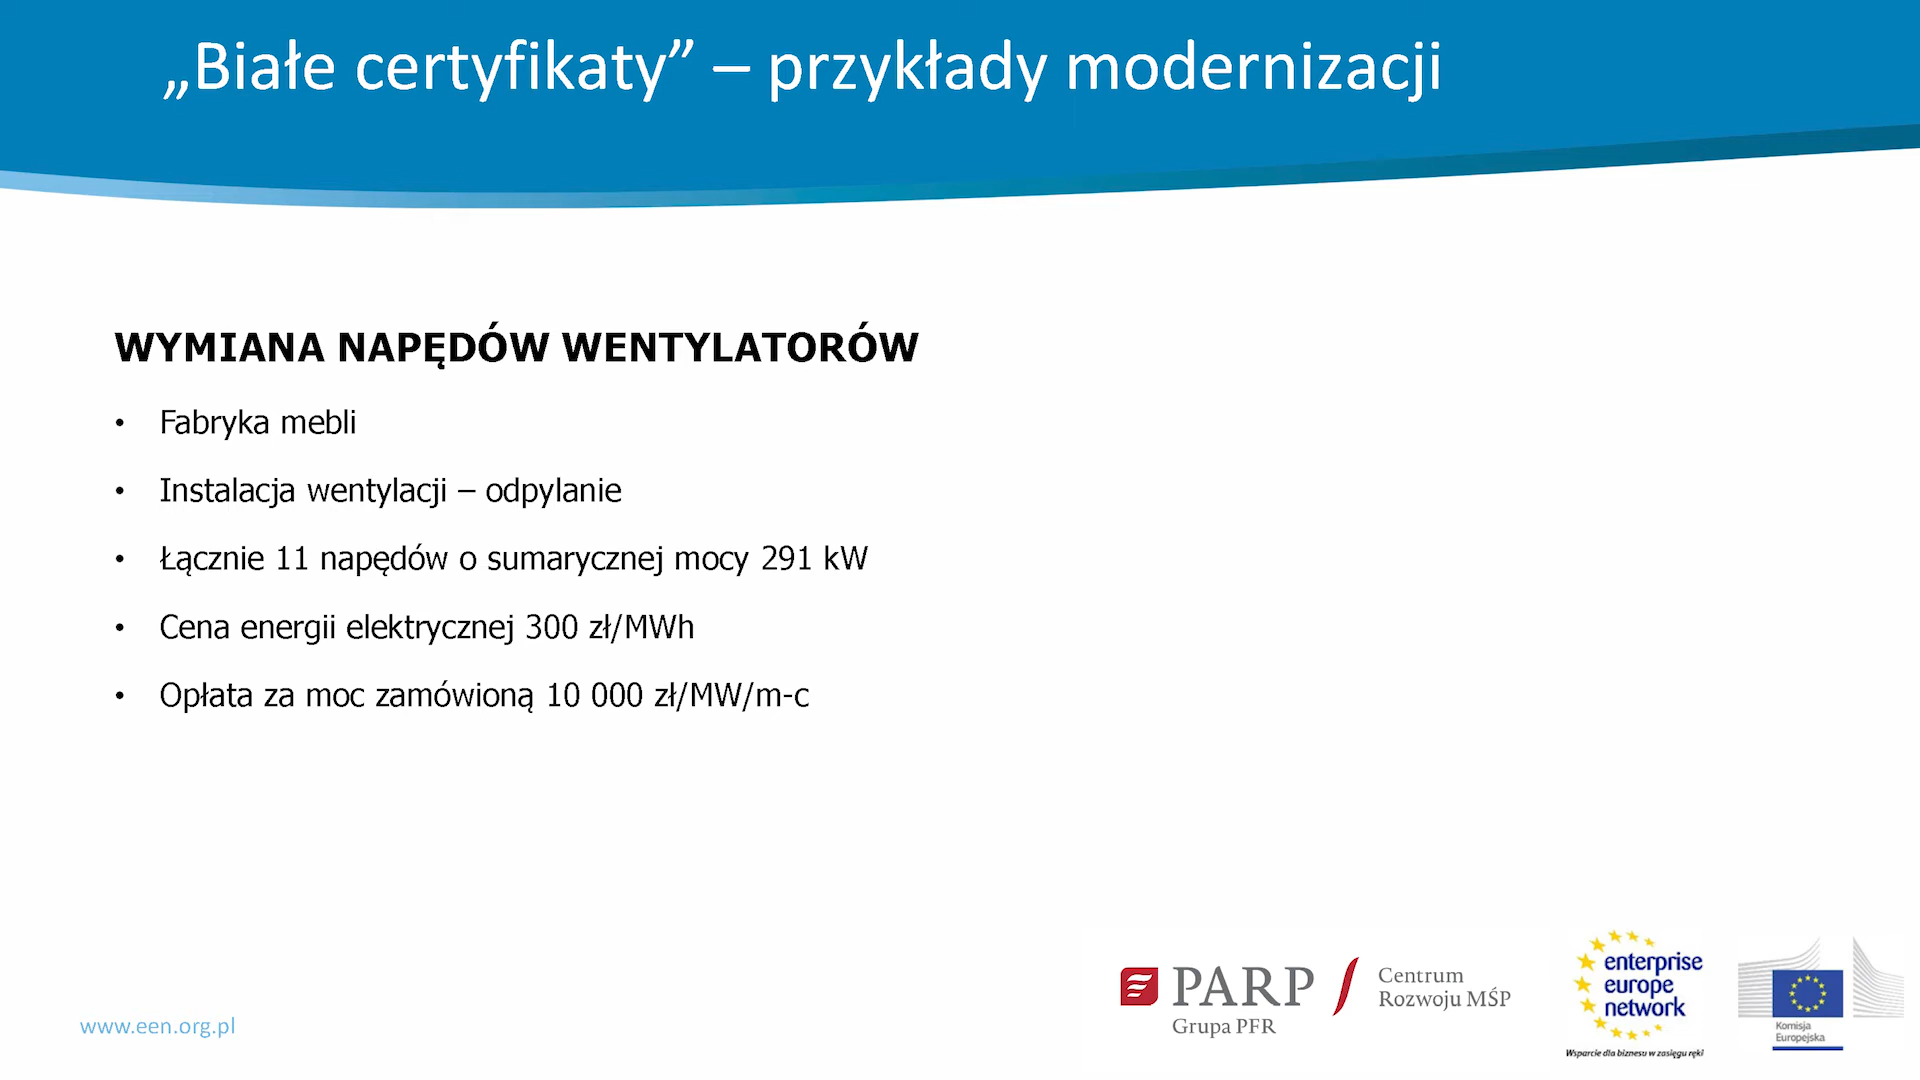 „Białe certyfikaty” – przykłady modernizacji
WYMIANA NAPĘDÓW WENTYLATORÓW
• Fabryka mebli
• Instalacja wentylacji – odpylanie
• Łącznie 11 napędów o sumarycznej mocy 291 kW
• Cena energii elektrycznej 300 zł/MWh
• Opłata za moc zamówioną 10 000 zł/MW/m-c
www.een.org.pl
PARP
Grupa PFR
Centrum
Rozwoju MŚP
enterprise
europe
network
Wsparcie dla biznesu w zasięgu ręki
Komisja
Europejska